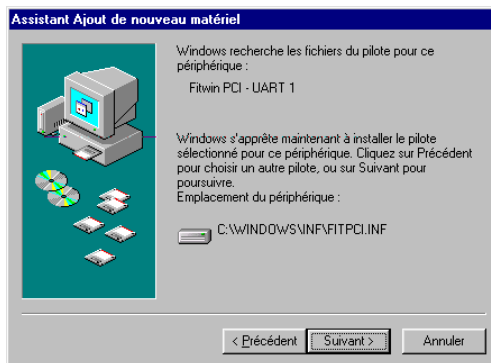 Assistant Ajout de nouveau matériel
Windows recherche les fichiers du pilote pour ce
périphérique :
Fitwin PCI - UART 1
Windows s'apprête maintenant à installer le pilote
sélectionné pour ce périphérique. Cliquez sur Précédent
pour choisir un autre pilote, ou sur Suivant pour
poursuivre.
Emplacement du périphérique :
C:\WINDOWS\INF\FITPCI.INF
< Précédent Suivant > Annuler